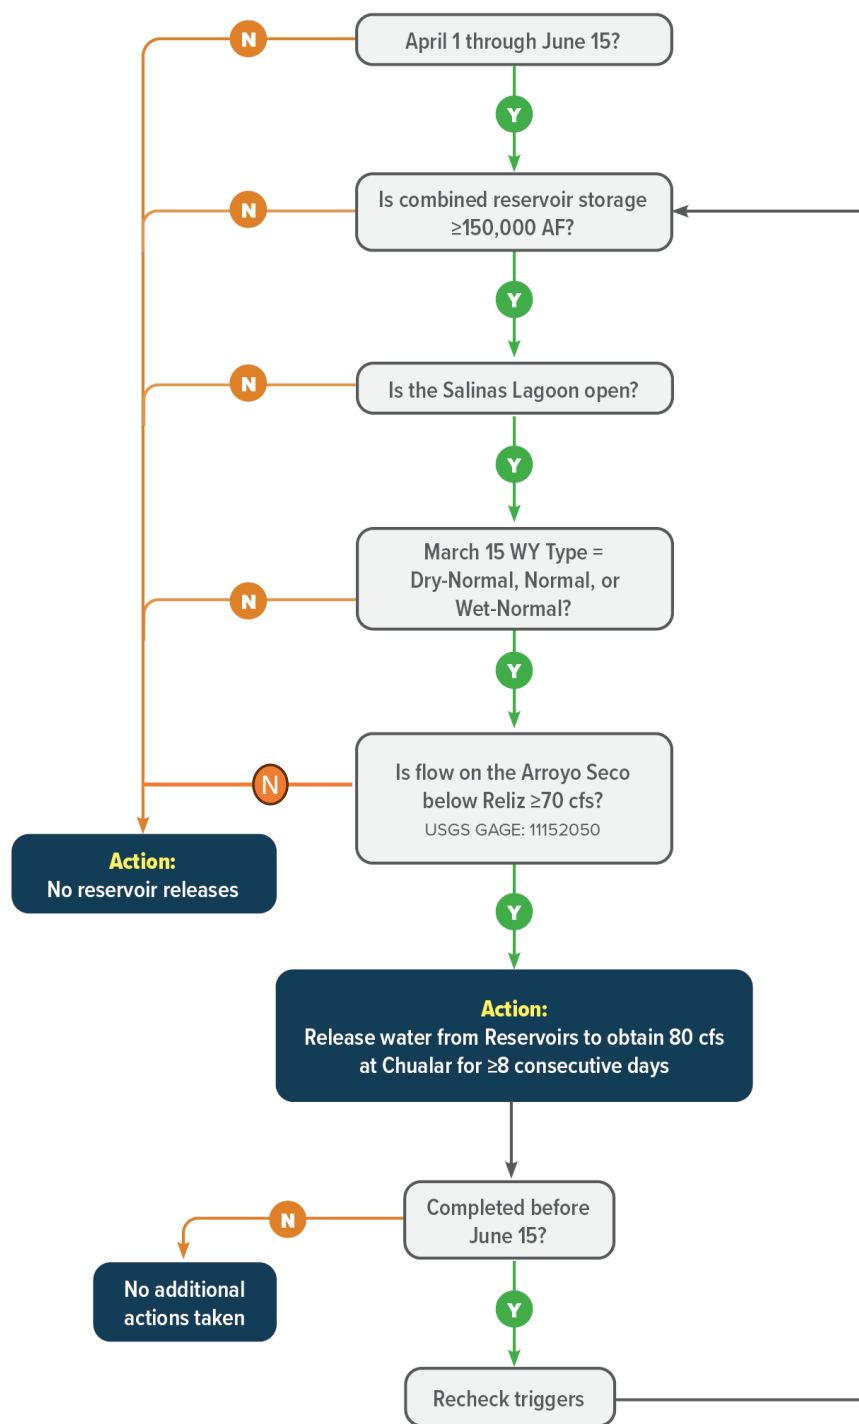 N
April 1 through June 15?
Y
N
Is combined reservoir storage
≥150,000 AF?
Y
N
Is the Salinas Lagoon open?
Y
March 15 WY Type =
Dry-Normal, Normal, or
Wet-Normal?
N
Y
N
Is flow on the Arroyo Seco
below Reliz ≥70 cfs?
USGS GAGE: 11152050
Action:
No reservoir releases
Y
Action:
Release water from Reservoirs to obtain 80 cfs
at Chualar for ≥8 consecutive days
Completed before
June 15?
N
No additional
actions taken
Y
Recheck triggers